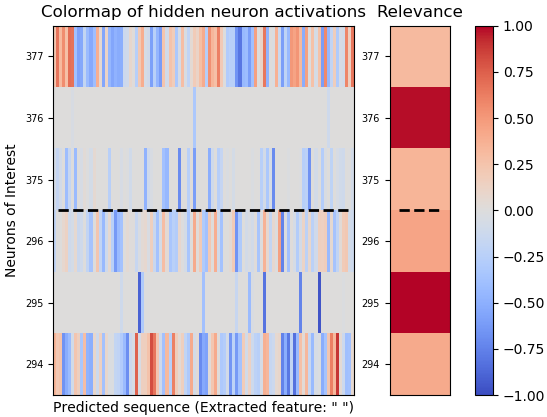 Colormap of hidden neuron activations Relevance
377 377 1.00
0.75
376 376 0.50
0.25
375 375 0.00
296 296 −0.25
295 295 −0.50
−0.75
294 294 −1.00
Neurons of Interest
Predicted sequence (Extracted feature: " ")